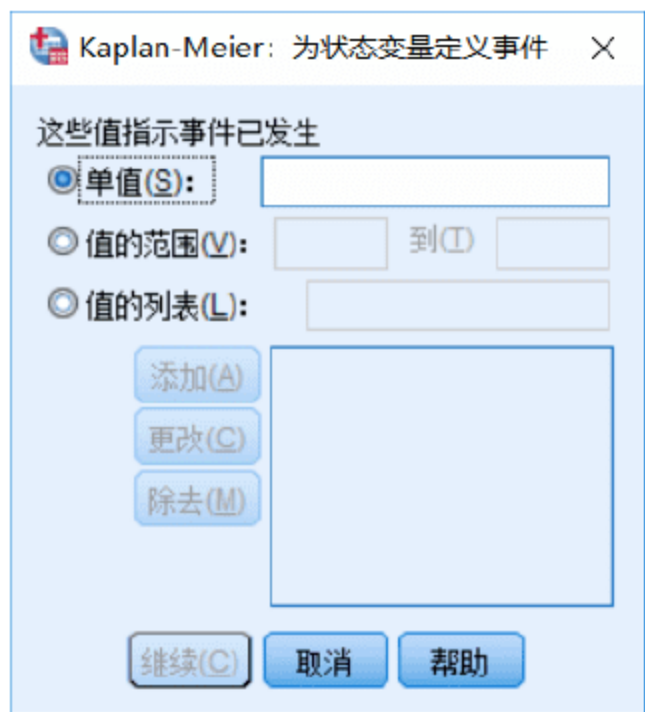 Kaplan-Meier: 为状态变量定义事件
这些值指示事件已发生
单值(S):
值的范围(V): 到(T)
值的列表(L):
添加(A)
更改(C)
除去(M)
继续(C) 取消 帮助